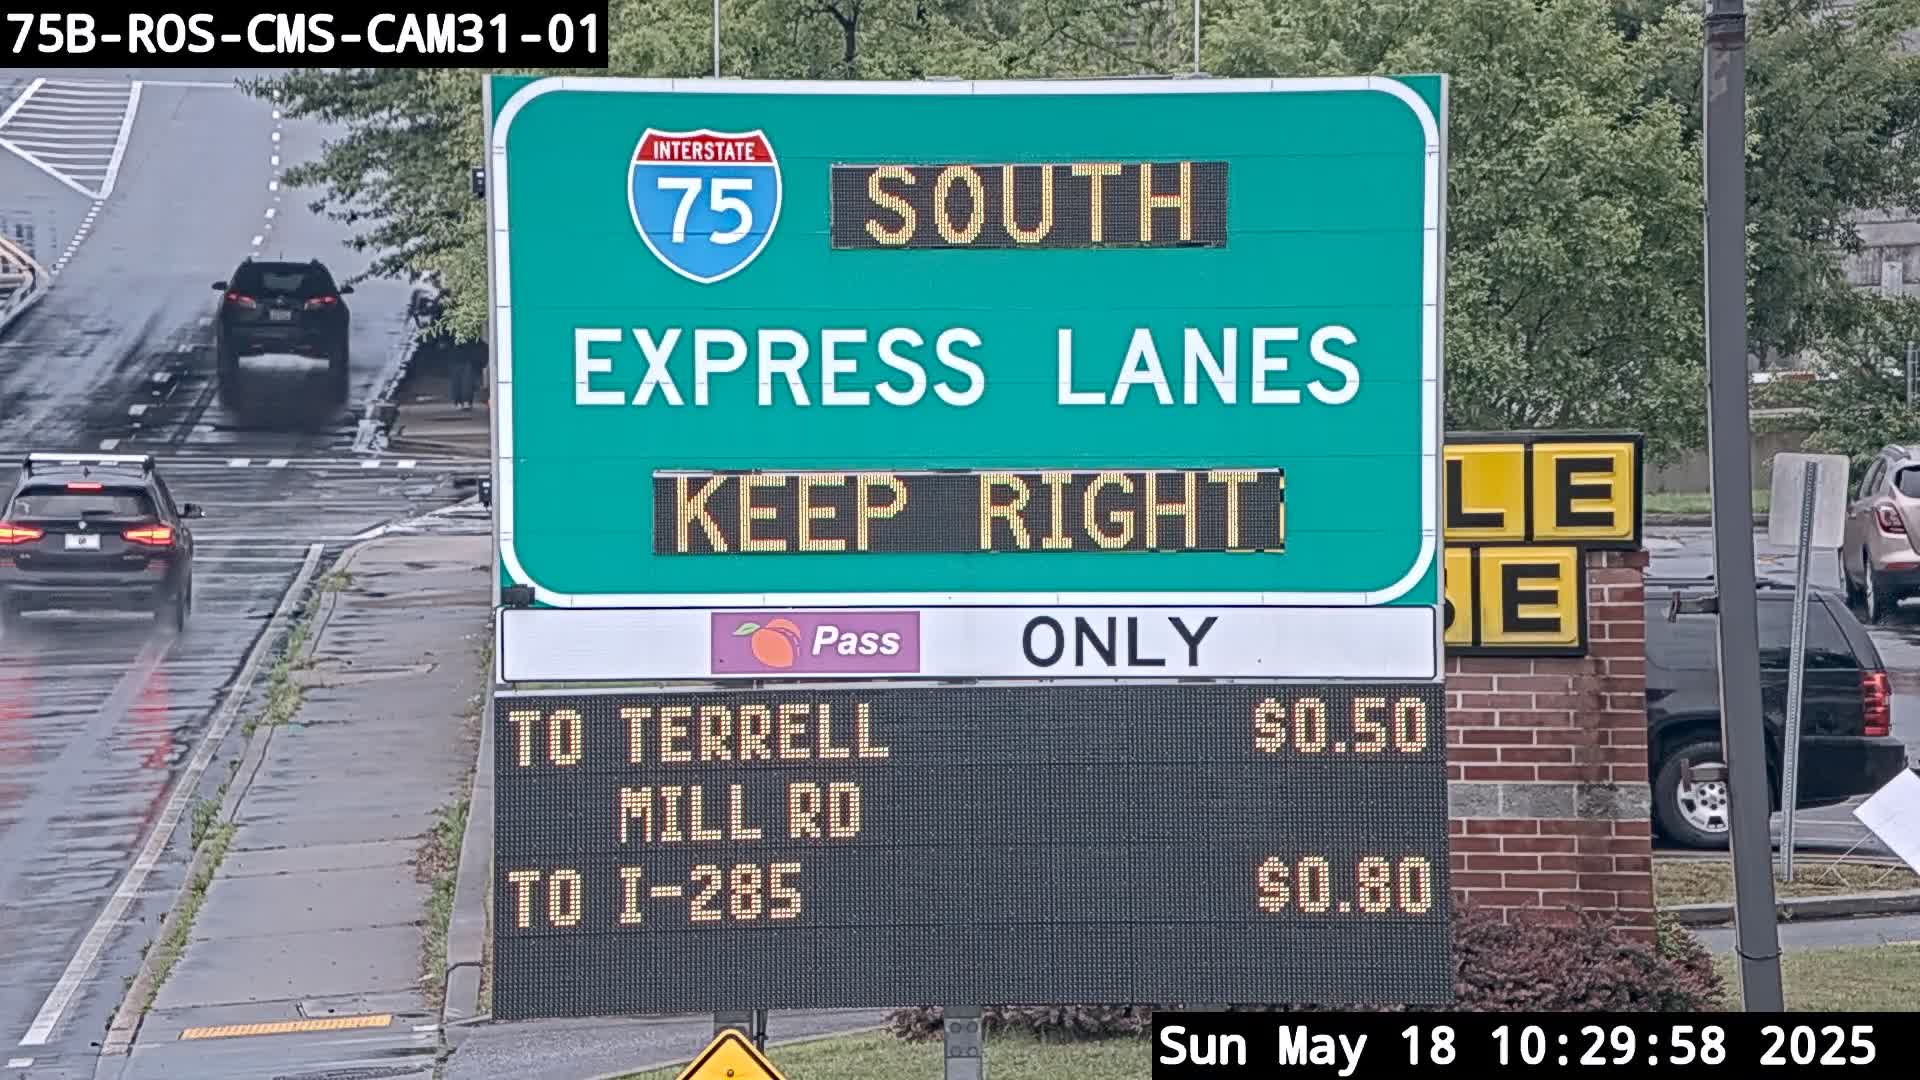 75B-ROS-CMS-CAM31-01
INTERSTATE
75
SOUTH
EXPRESS LANES
KEEP RIGHT
LE
E
Pass
ONLY
TO TERRELL $0.50
MILL RD
TO I-285 $0.80
Sun May 18 10:29:58 2025